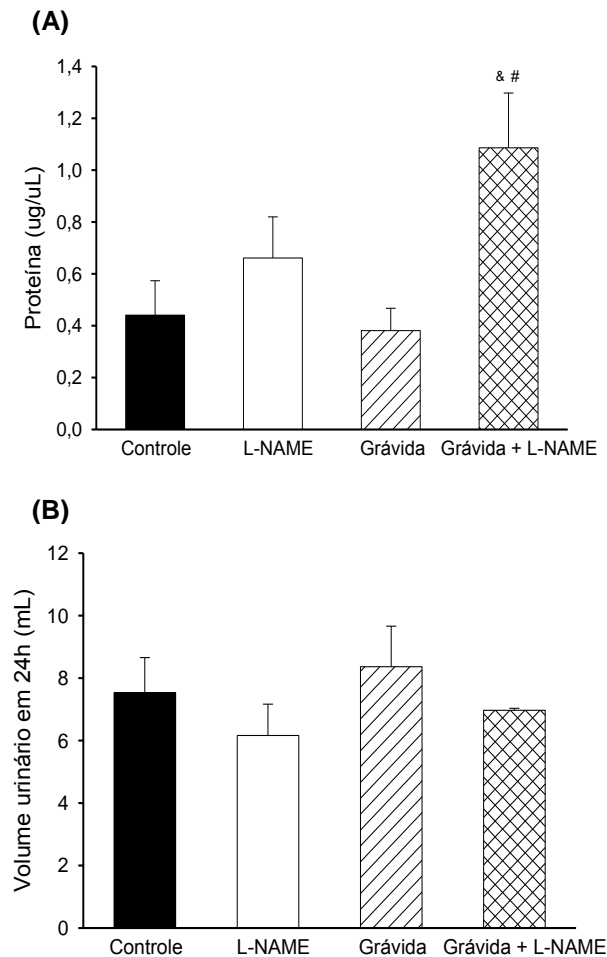 (A)
Proteína (ug/uL)
1,4
1,2
1,0
0,8
0,6
0,4
0,2
0,0
& #
Controle L-NAME Grávida Grávida + L-NAME
(B)
Volume urinário em 24h (mL)
12
10
8
6
4
2
0
Controle L-NAME Grávida Grávida + L-NAME